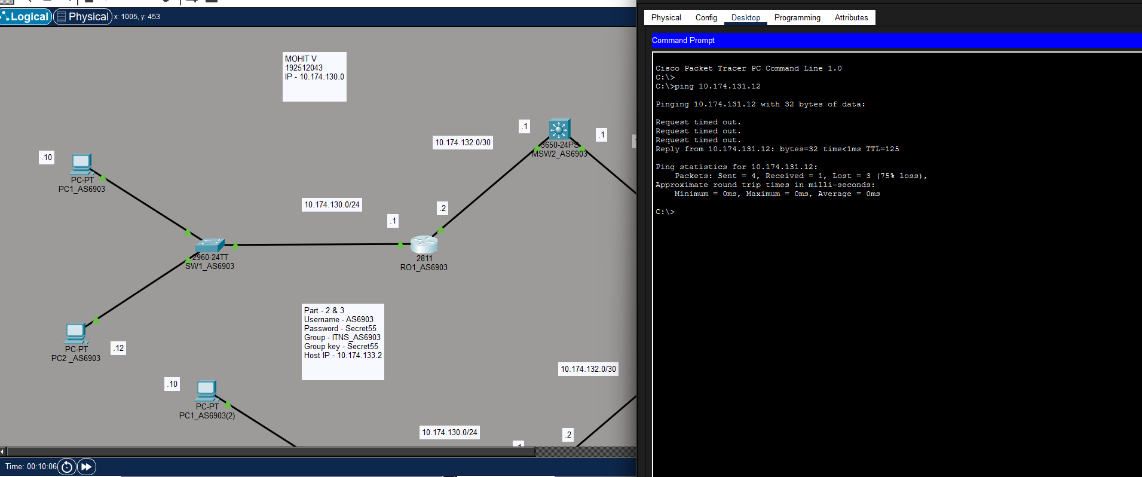 Logical
Physical
x: 1005, y: 453
MOHIT V
192512043
IP - 10.174.130.0
.1
.1
10.174.132.0/30
3650-24PS
MSW2_AS6903
.10
PC-PT
PC1_AS6903
10.174.130.0/24
.2
.1
2960-24TT
SW1_AS6903
2811
RO1_AS6903
Part - 2 & 3
Username - AS6903
Password - Secret55
Group - ITNS_AS6903
Group key - Secret55
Host IP - 10.174.133.2
PC-PT
PC2 _AS6903
.12
.10
PC-PT
PC1_AS6903(2)
10.174.132.0/30
10.174.130.0/24
.2
Time: 00:10:06
Physical Config Desktop Programming Attributes
Command Prompt
Cisco Packet Tracer PC Command Line 1.0
C:\>
C:\>ping 10.174.131.12
Pinging 10.174.131.12 with 32 bytes of data:
Request timed out.
Request timed out.
Request timed out.
Reply from 10.174.131.12: bytes=32 time<1ms TTL=125
Ping statistics for 10.174.131.12:
Packets: Sent = 4, Received = 1, Lost = 3 (75% loss),
Approximate round trip times in milli-seconds:
Minimum = 0ms, Maximum = 0ms, Average = 0ms
C:\>